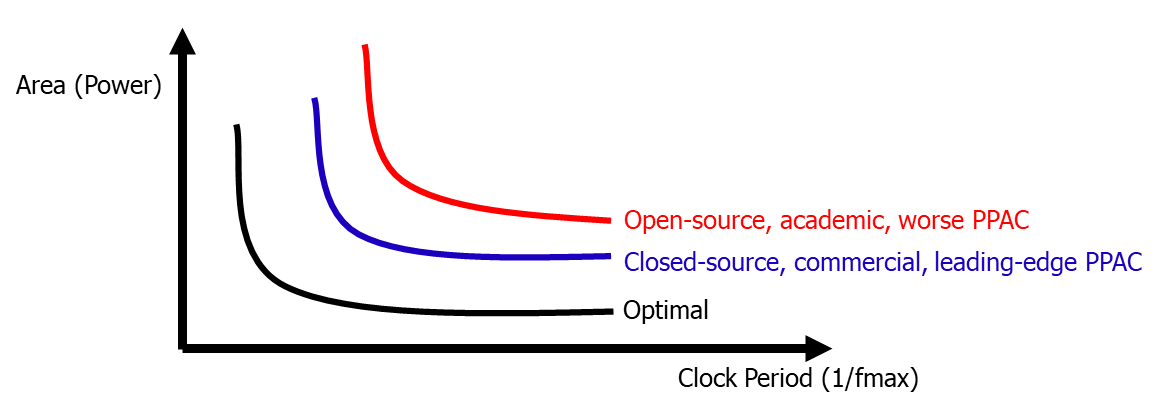 Area (Power)
Open-source, academic, worse PPAC
Closed-source, commercial, leading-edge PPAC
Optimal
Clock Period (1/fmax)